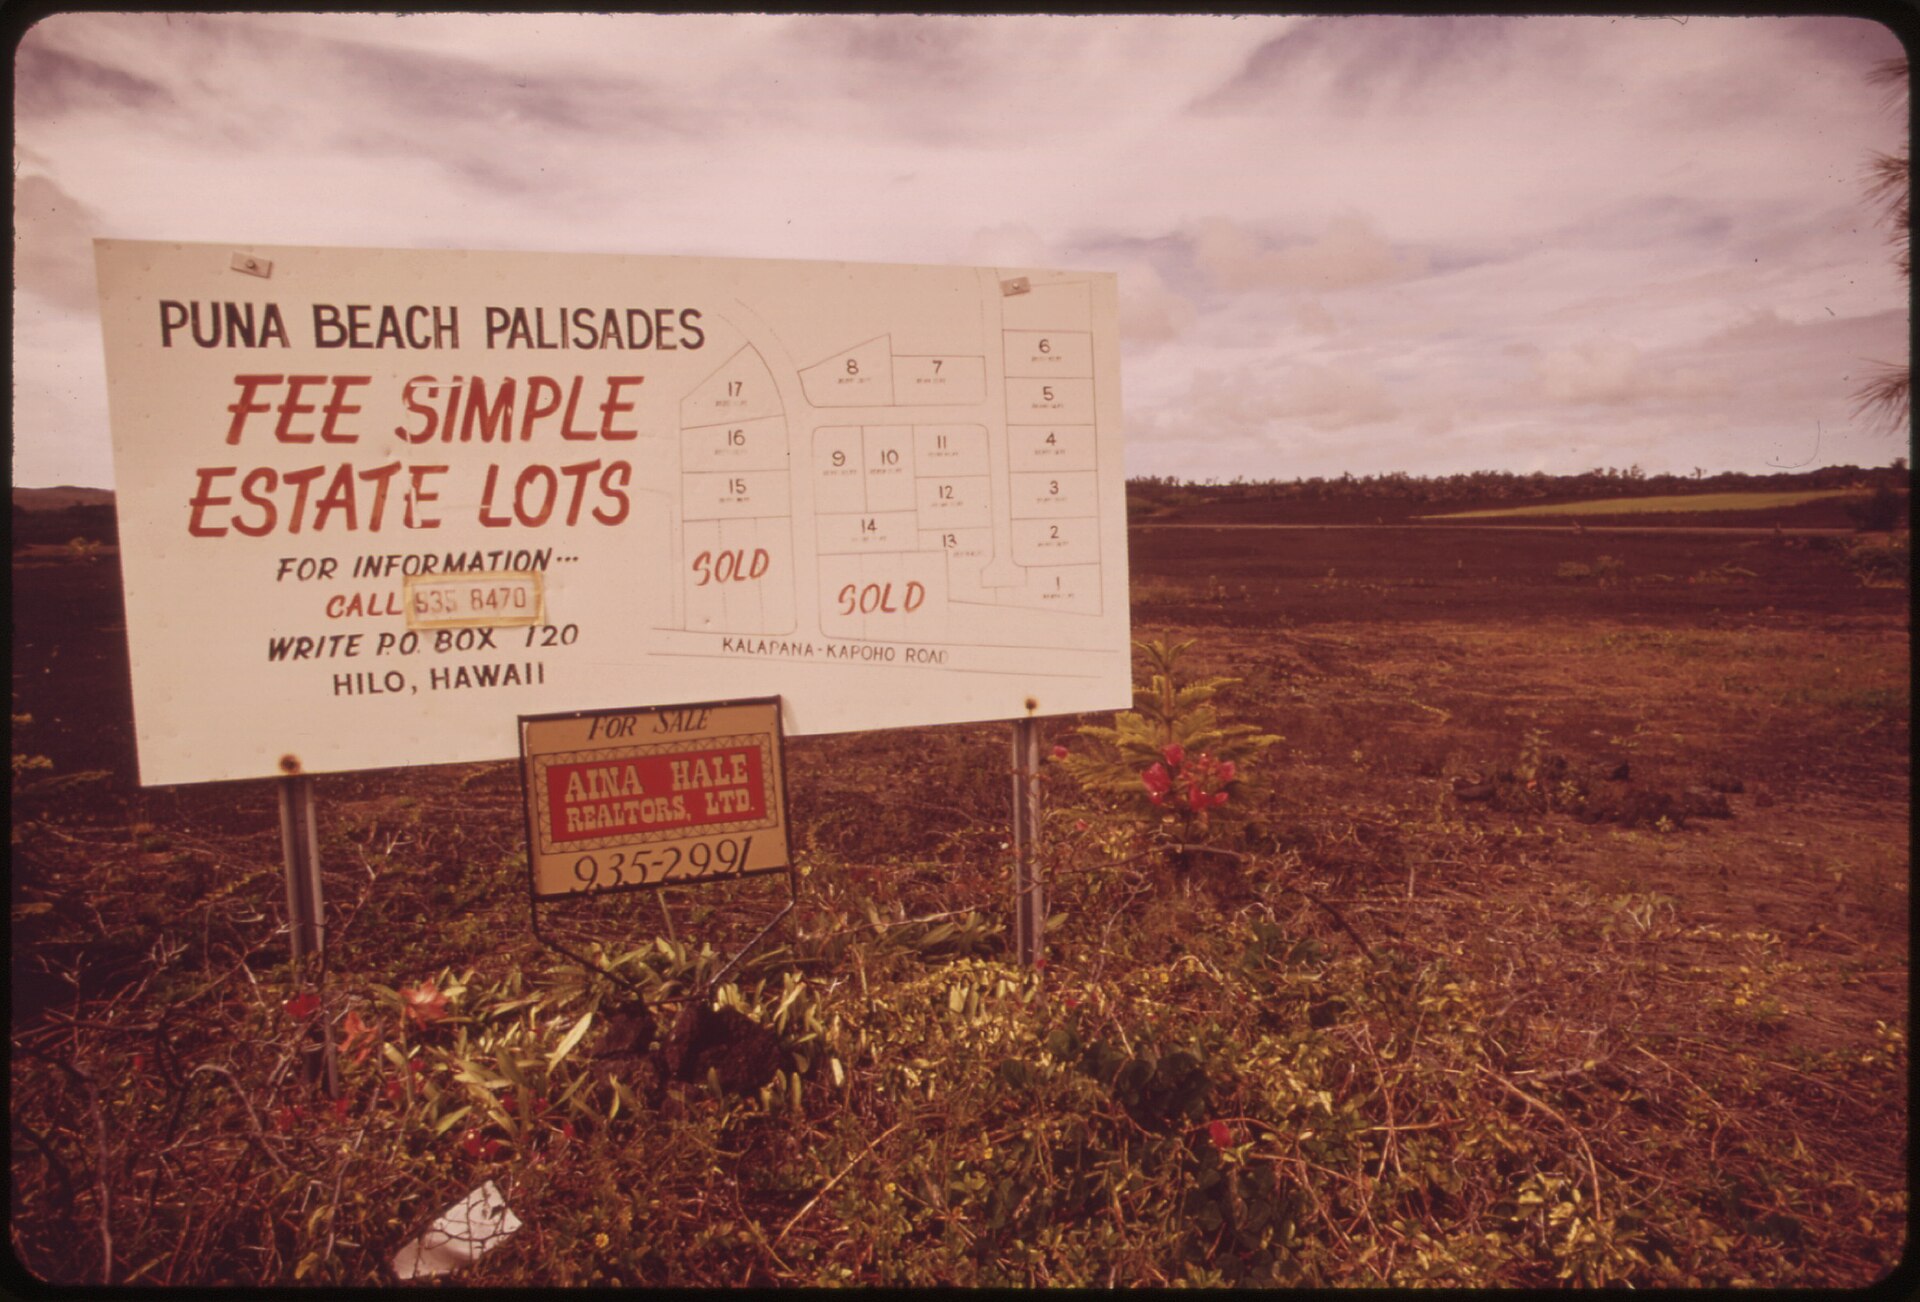 PUNA BEACH PALISADES
FEE SIMPLE
ESTATE LOTS
FOR INFORMATION...
CALL 935 8470
WRITE P.O. BOX 120
HILO, HAWAII
17
16
15
SOLD
8
7
9
10
11
12
14
13
SOLD
6
5
4
3
2
1
KALAPANA-KAPOHO ROAD
FOR SALE
AINA HALE
REALTORS, LTD.
935-2991